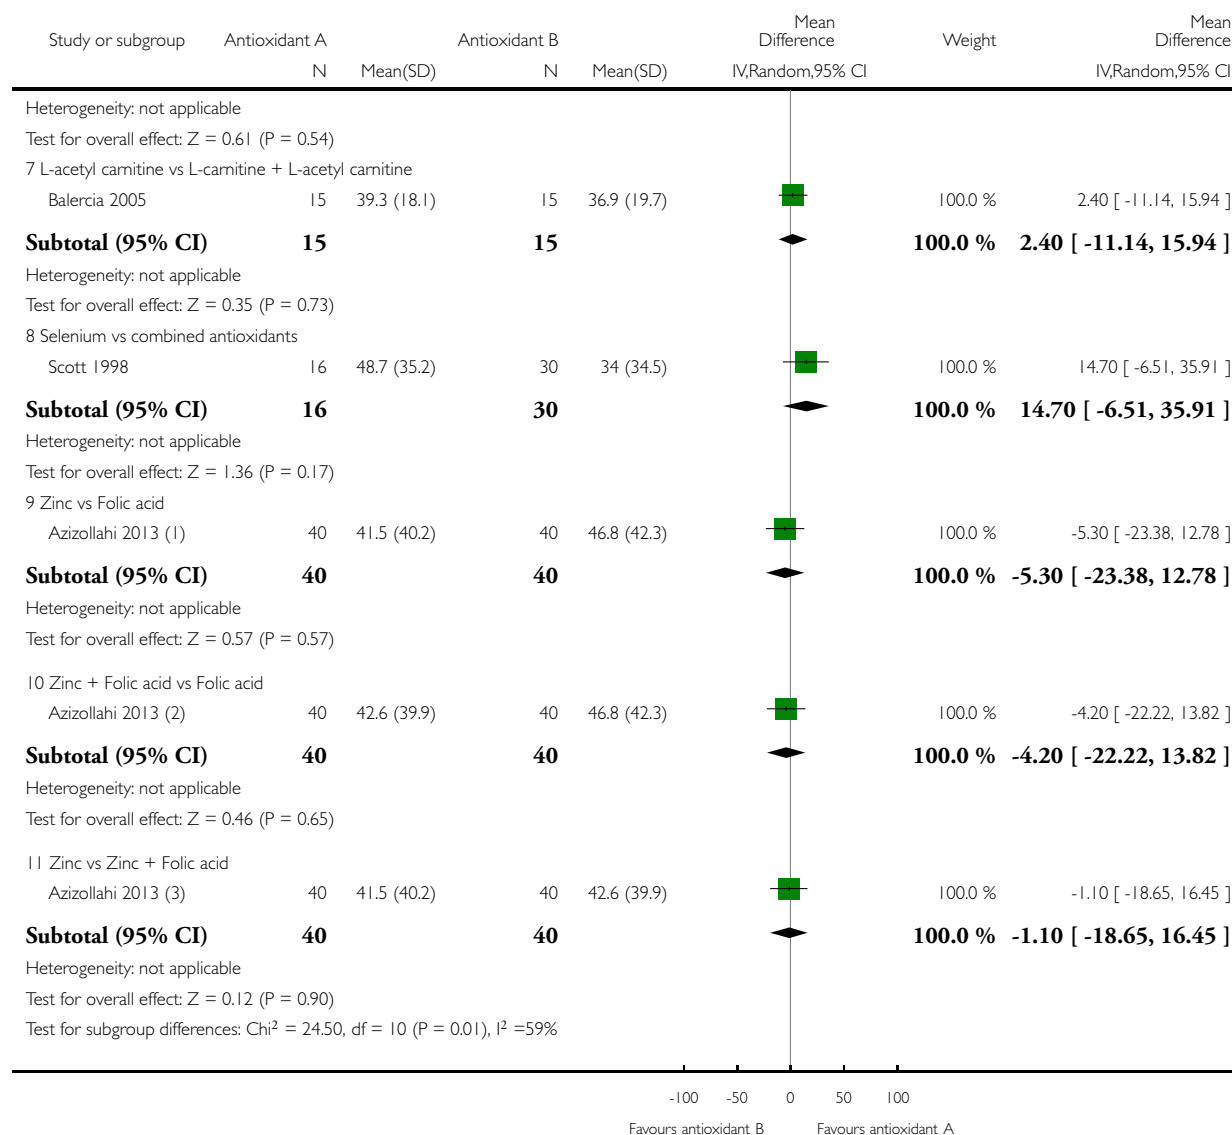 Mean Mean
Study or subgroup Antioxidant A Antioxidant B Difference Weight Difference
N Mean(SD) N Mean(SD) IV,Random,95% CI IV,Random,95% CI
Heterogeneity: not applicable
Test for overall effect: Z = 0.61 (P = 0.54)
7 L-acetyl carnitine vs L-carnitine + L-acetyl carnitine
Balercia 2005 15 39.3 (18.1) 15 36.9 (19.7) 100.0 % 2.40 [ -11.14, 15.94 ]
Subtotal (95% CI) 15 15 100.0 % 2.40 [ -11.14, 15.94 ]
Heterogeneity: not applicable
Test for overall effect: Z = 0.35 (P = 0.73)
8 Selenium vs combined antioxidants
Scott 1998 16 48.7 (35.2) 30 34 (34.5) 100.0 % 14.70 [ -6.51, 35.91 ]
Subtotal (95% CI) 16 30 100.0 % 14.70 [ -6.51, 35.91 ]
Heterogeneity: not applicable
Test for overall effect: Z = 1.36 (P = 0.17)
9 Zinc vs Folic acid
Azizollahi 2013 (1) 40 41.5 (40.2) 40 46.8 (42.3) 100.0 % -5.30 [ -23.38, 12.78 ]
Subtotal (95% CI) 40 40 100.0 % -5.30 [ -23.38, 12.78 ]
Heterogeneity: not applicable
Test for overall effect: Z = 0.57 (P = 0.57)
10 Zinc + Folic acid vs Folic acid
Azizollahi 2013 (2) 40 42.6 (39.9) 40 46.8 (42.3) 100.0 % -4.20 [ -22.22, 13.82 ]
Subtotal (95% CI) 40 40 100.0 % -4.20 [ -22.22, 13.82 ]
Heterogeneity: not applicable
Test for overall effect: Z = 0.46 (P = 0.65)
11 Zinc vs Zinc + Folic acid
Azizollahi 2013 (3) 40 41.5 (40.2) 40 42.6 (39.9) 100.0 % -1.10 [ -18.65, 16.45 ]
Subtotal (95% CI) 40 40 100.0 % -1.10 [ -18.65, 16.45 ]
Heterogeneity: not applicable
Test for overall effect: Z = 0.12 (P = 0.90)
Test for subgroup differences: Chi² = 24.50, df = 10 (P = 0.01), I² =59%
-100 -50 0 50 100
Favours antioxidant B Favours antioxidant A